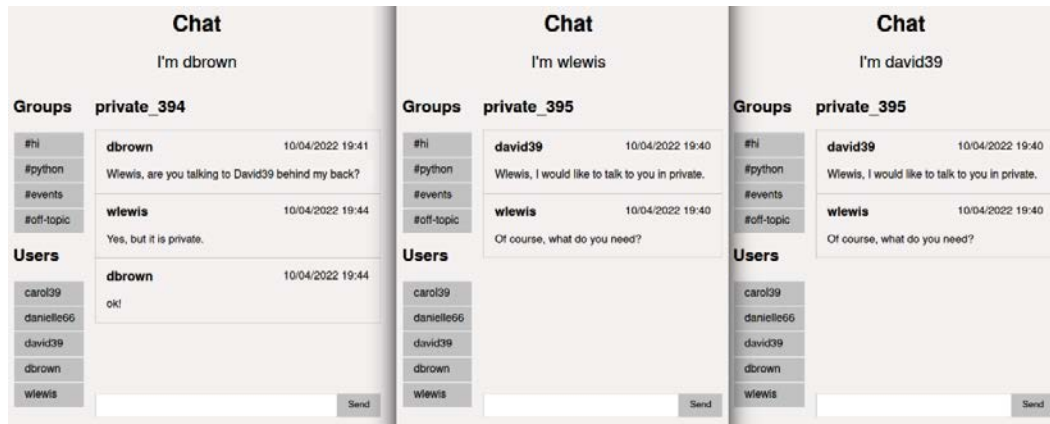 Chat
I'm dbrown
Groups
#hi
#python
#events
#off-topic
Users
carol39
danielle66
david39
dbrown
wlewis
private_394
dbrown 10/04/2022 19:41
Wlewis, are you talking to David39 behind my back?
wlewis 10/04/2022 19:44
Yes, but it is private.
dbrown 10/04/2022 19:44
ok!
Send
Chat
I'm wlewis
Groups
#hi
#python
#events
#off-topic
Users
carol39
danielle66
david39
dbrown
wlewis
private_395
david39 10/04/2022 19:40
Wlewis, I would like to talk to you in private.
wlewis 10/04/2022 19:40
Of course, what do you need?
Send
Chat
I'm david39
Groups
#hi
#python
#events
#off-topic
Users
carol39
danielle66
david39
dbrown
wlewis
private_395
david39 10/04/2022 19:40
Wlewis, I would like to talk to you in private.
wlewis 10/04/2022 19:40
Of course, what do you need?
Send